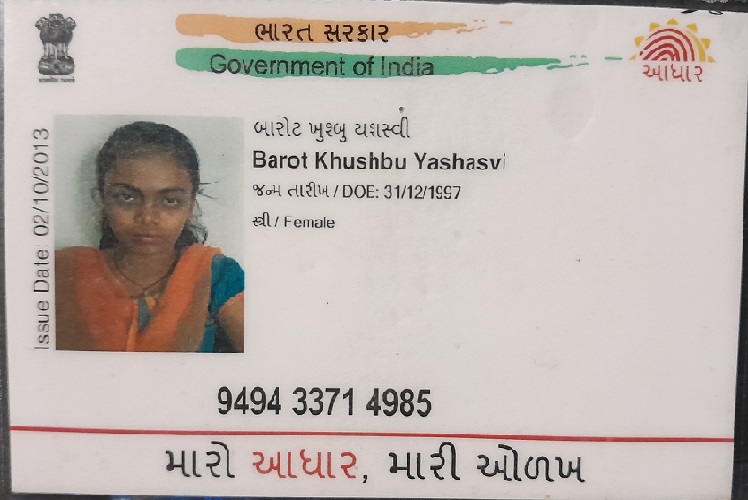 ભારત સરકાર
Government of India
આધાર
Issue Date: 02/10/2013
બારોટ ખુશ્બુ યશસ્વી
Barot Khushbu Yashasvi
જન્મ તારીખ / DOE: 31/12/1997
સ્ત્રી / Female
9494 3371 4985
મારો આધાર, મારી ઓળખ